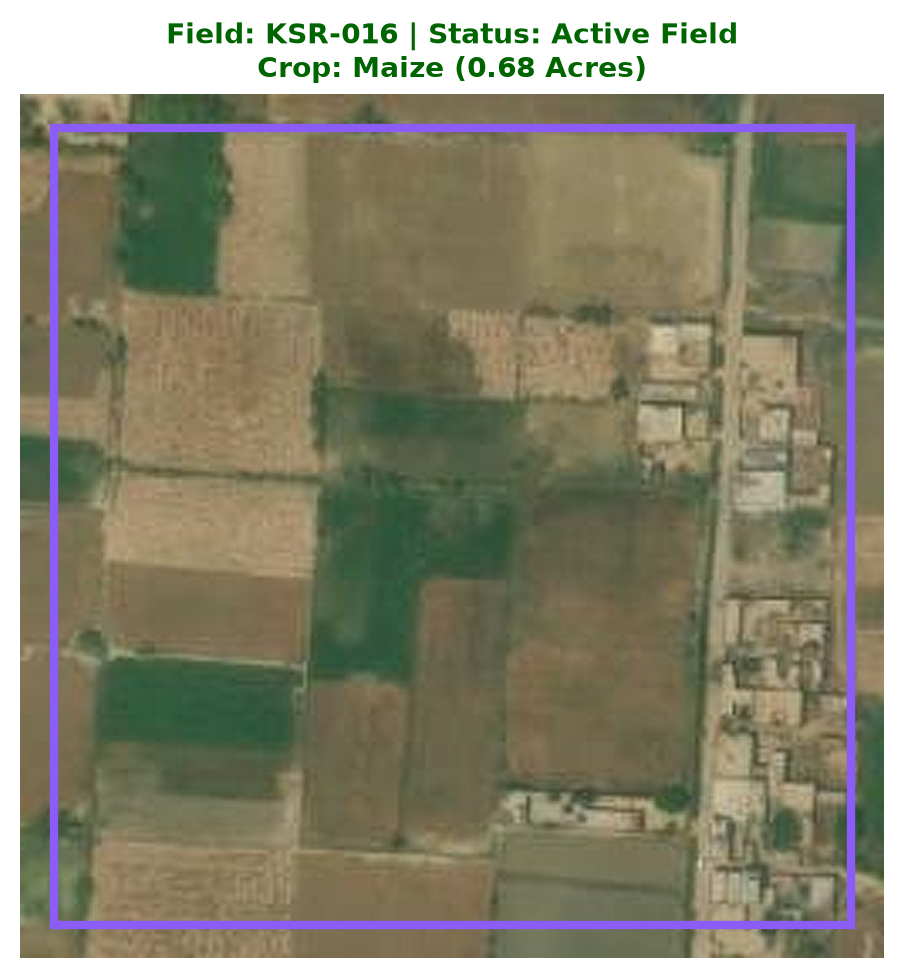 Field: KSR-016 | Status: Active Field
Crop: Maize (0.68 Acres)